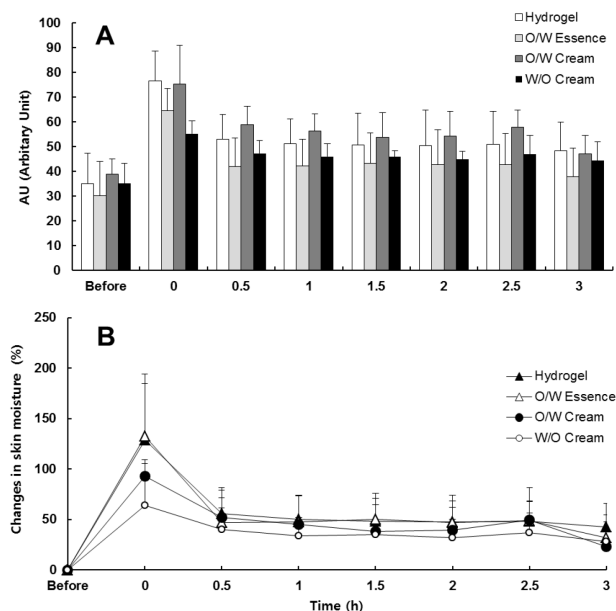 A
AU (Arbitary Unit)
100
90
80
70
60
50
40
30
20
10
0
Hydrogel
O/W Essence
O/W Cream
W/O Cream
Before 0 0.5 1 1.5 2 2.5 3
B
Changes in skin moisture (%)
250
200
150
100
50
0
Hydrogel
O/W Essence
O/W Cream
W/O Cream
Before 0 0.5 1 1.5 2 2.5 3
Time (h)